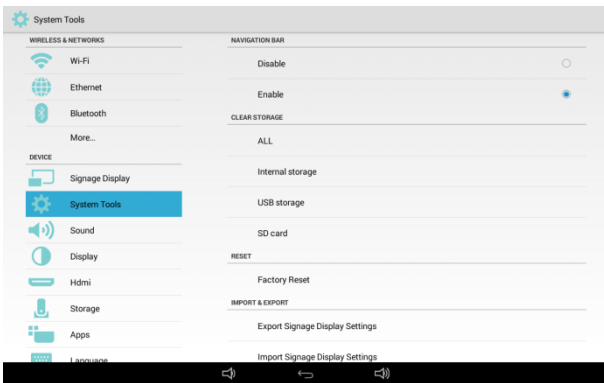 System Tools
WIRELESS & NETWORKS
Wi-Fi
Ethernet
Bluetooth
More...
DEVICE
Signage Display
System Tools
Sound
Display
Hdmi
Storage
Apps
Language
NAVIGATION BAR
Disable
Enable
CLEAR STORAGE
ALL
Internal storage
USB storage
SD card
RESET
Factory Reset
IMPORT & EXPORT
Export Signage Display Settings
Import Signage Display Settings